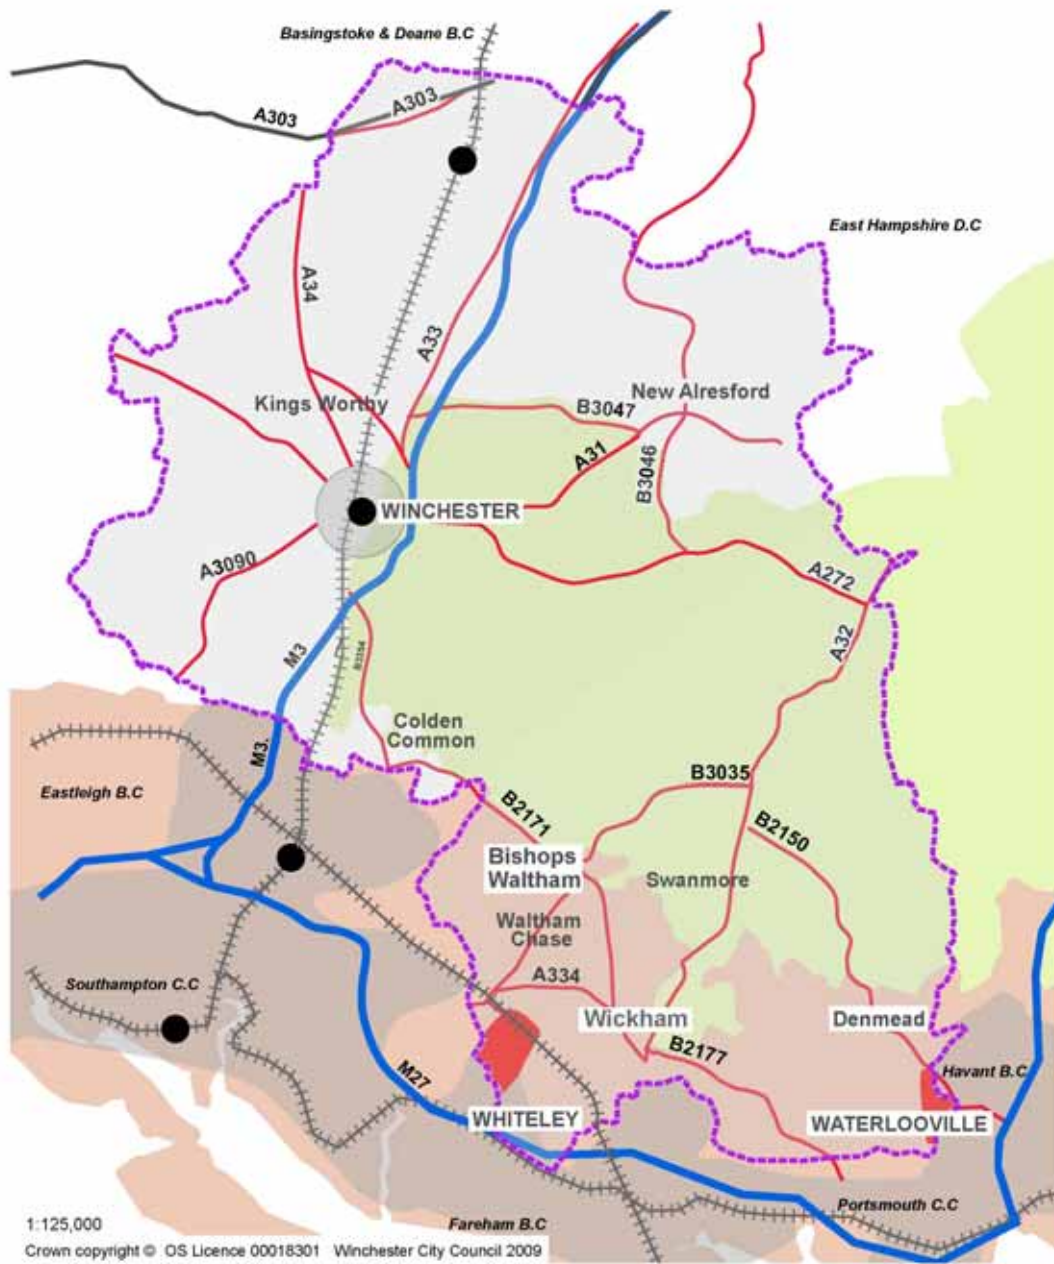 Basingstoke & Deane B.C
A303
A303
East Hampshire D.C
A34
A33
Kings Worthy
New Alresford
B3047
A31
B3046
WINCHESTER
A3090
A272
A32
M3
B3354
Colden
Common
M3.
Eastleigh B.C
B3035
B2171
B2150
Bishops
Waltham
Swanmore
Waltham
Chase
A334
Southampton C.C
Wickham
Denmead
B2177
Havant B.C
M27
WHITELEY
WATERLOOVILLE
Portsmouth C.C
Fareham B.C
1:125,000
Crown copyright © OS Licence 00018301 Winchester City Council 2009